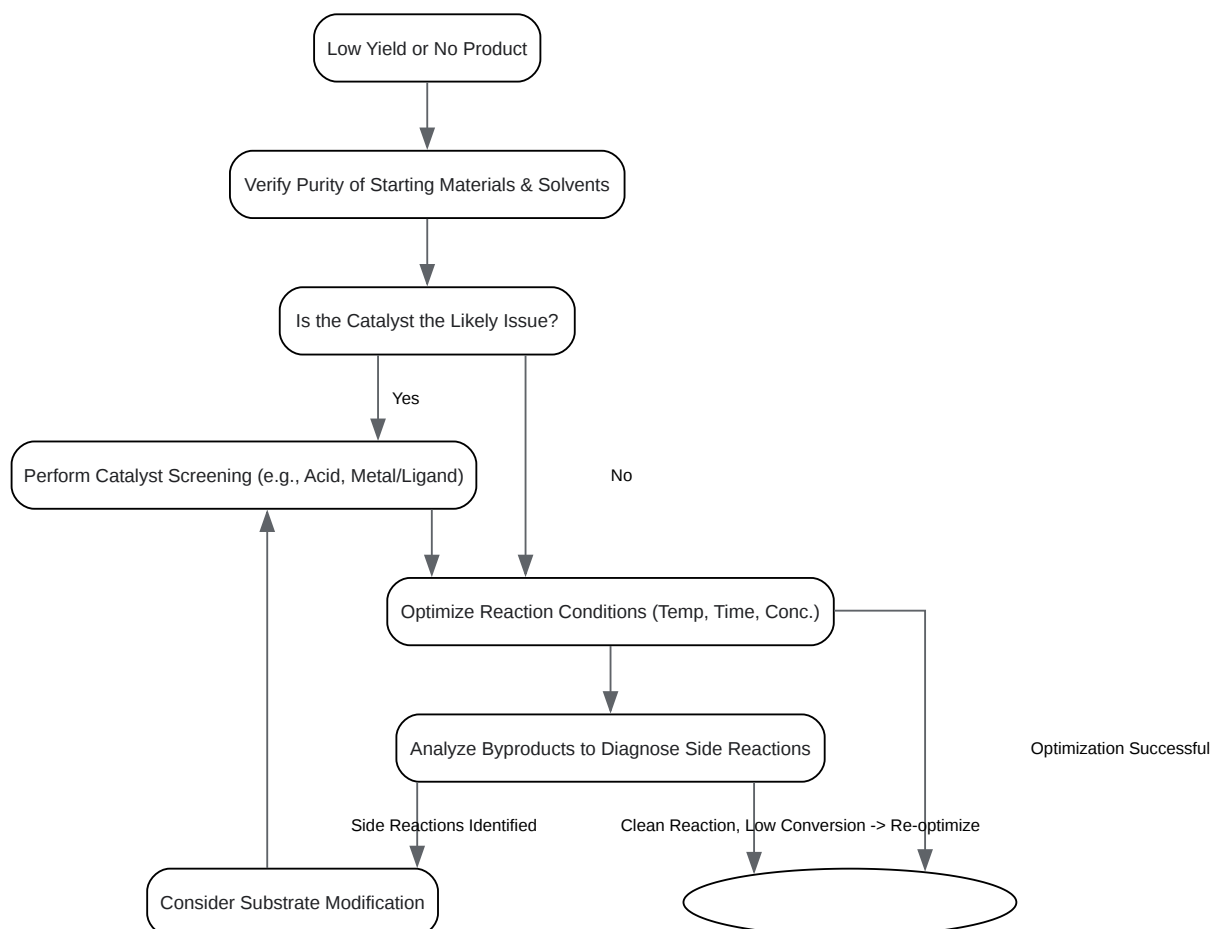 Low Yield or No Product
Verify Purity of Starting Materials & Solvents
Is the Catalyst the Likely Issue?
Yes
Perform Catalyst Screening (e.g., Acid, Metal/Ligand)
No
Optimize Reaction Conditions (Temp, Time, Conc.)
Analyze Byproducts to Diagnose Side Reactions
Optimization Successful
Side Reactions Identified
Clean Reaction, Low Conversion -> Re-optimize
Consider Substrate Modification